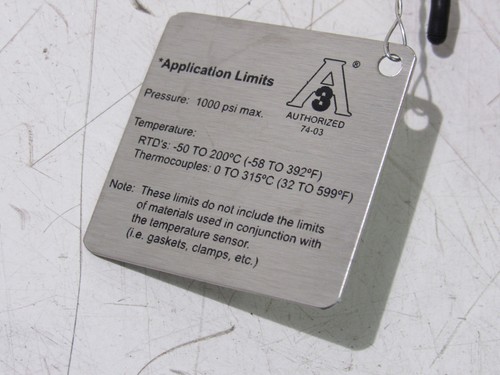 *Application Limits
A
3
®
AUTHORIZED
74-03
Pressure: 1000 psi max.
Temperature:
RTD's: -50 TO 200ºC (-58 TO 392ºF)
Thermocouples: 0 TO 315ºC (32 TO 599ºF)
Note: These limits do not include the limits
of materials used in conjunction with
the temperature sensor.
(i.e. gaskets, clamps, etc.)